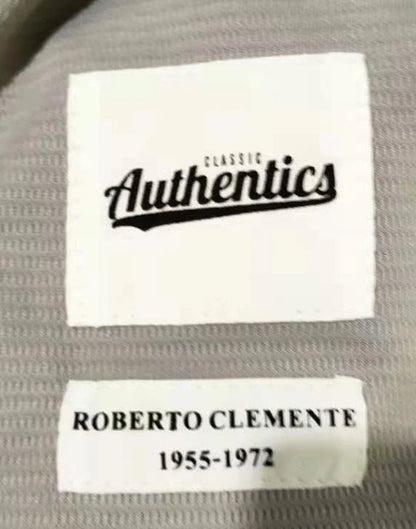 CLASSIC
Authentics
ROBERTO CLEMENTE
1955-1972